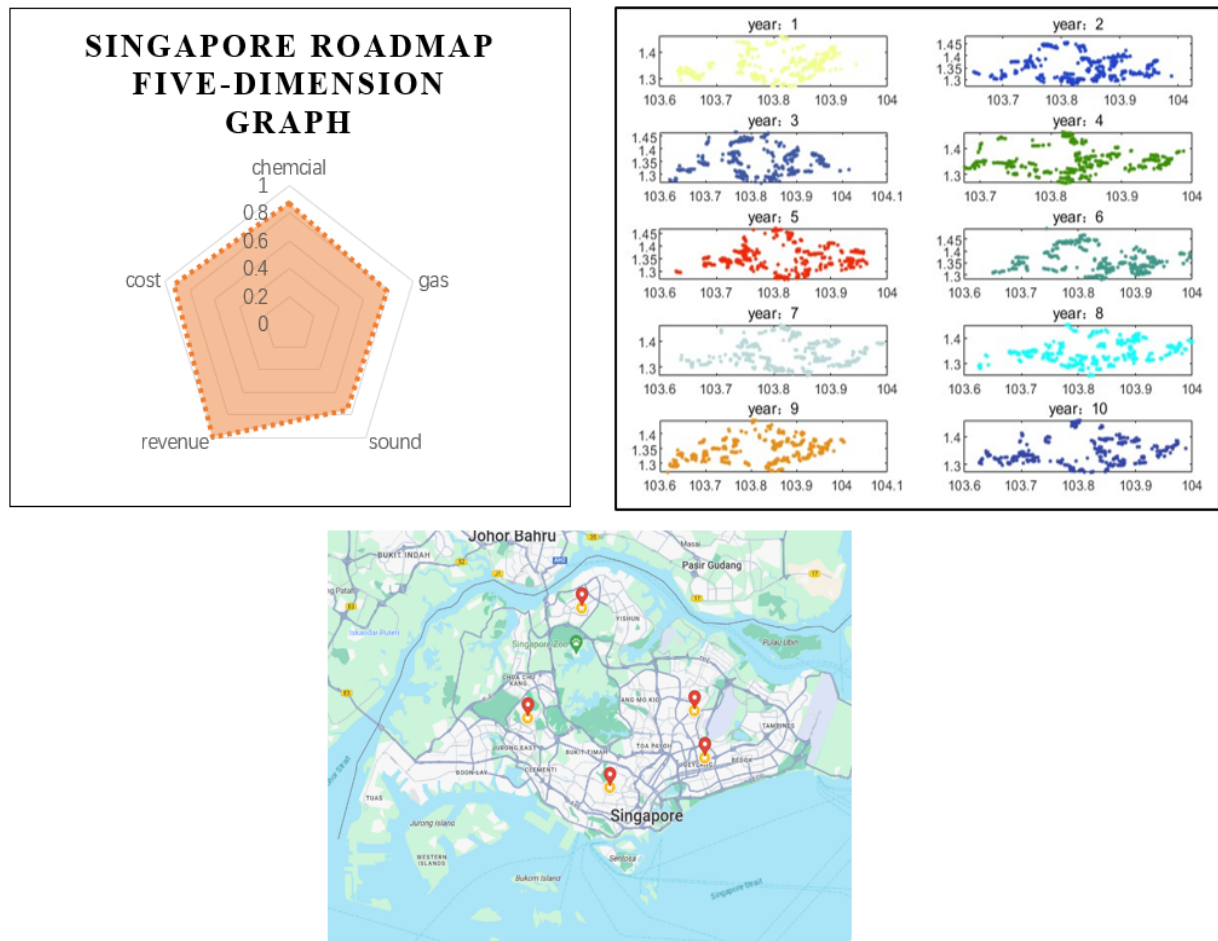 SINGAPORE ROADMAP
FIVE-DIMENSION
GRAPH
chemcial
1
0.8
0.6
0.4
0.2
0
cost
gas
revenue
sound
year: 1
1.4
1.3
103.6 103.7 103.8 103.9 104
year: 2
1.45
1.4
1.35
1.3
103.7 103.8 103.9 104
year: 3
1.45
1.4
1.35
1.3
103.6 103.7 103.8 103.9 104 104.1
year: 4
1.4
1.3
103.7 103.8 103.9 104
year: 5
1.45
1.4
1.35
1.3
103.6 103.7 103.8 103.9 104
year: 6
1.45
1.4
1.35
1.3
103.6 103.7 103.8 103.9 104
year: 7
1.4
1.3
103.6 103.7 103.8 103.9 104
year: 8
1.4
1.3
103.6 103.7 103.8 103.9 104
year: 9
1.4
1.35
1.3
103.6 103.7 103.8 103.9 104 104.1
year: 10
1.4
1.3
103.6 103.7 103.8 103.9 104
Johor Bahru
BUKIT INDAH
Masai
Pasir Gudang
YISHUN
Pulau Ubin
Singapore Zoo
CHOA CHU
KANG
ANG MO KIO
TAMPINES
JURONG EAST
BUKIT TIMAH
TOA PAYOH
GEYLANG
BEDOK
BOON LAY
CLEMENTI
TUAS
Singapore
Jurong Island
WESTERN
ISLANDS
Sentosa
Bukom Island
Singapore Strait